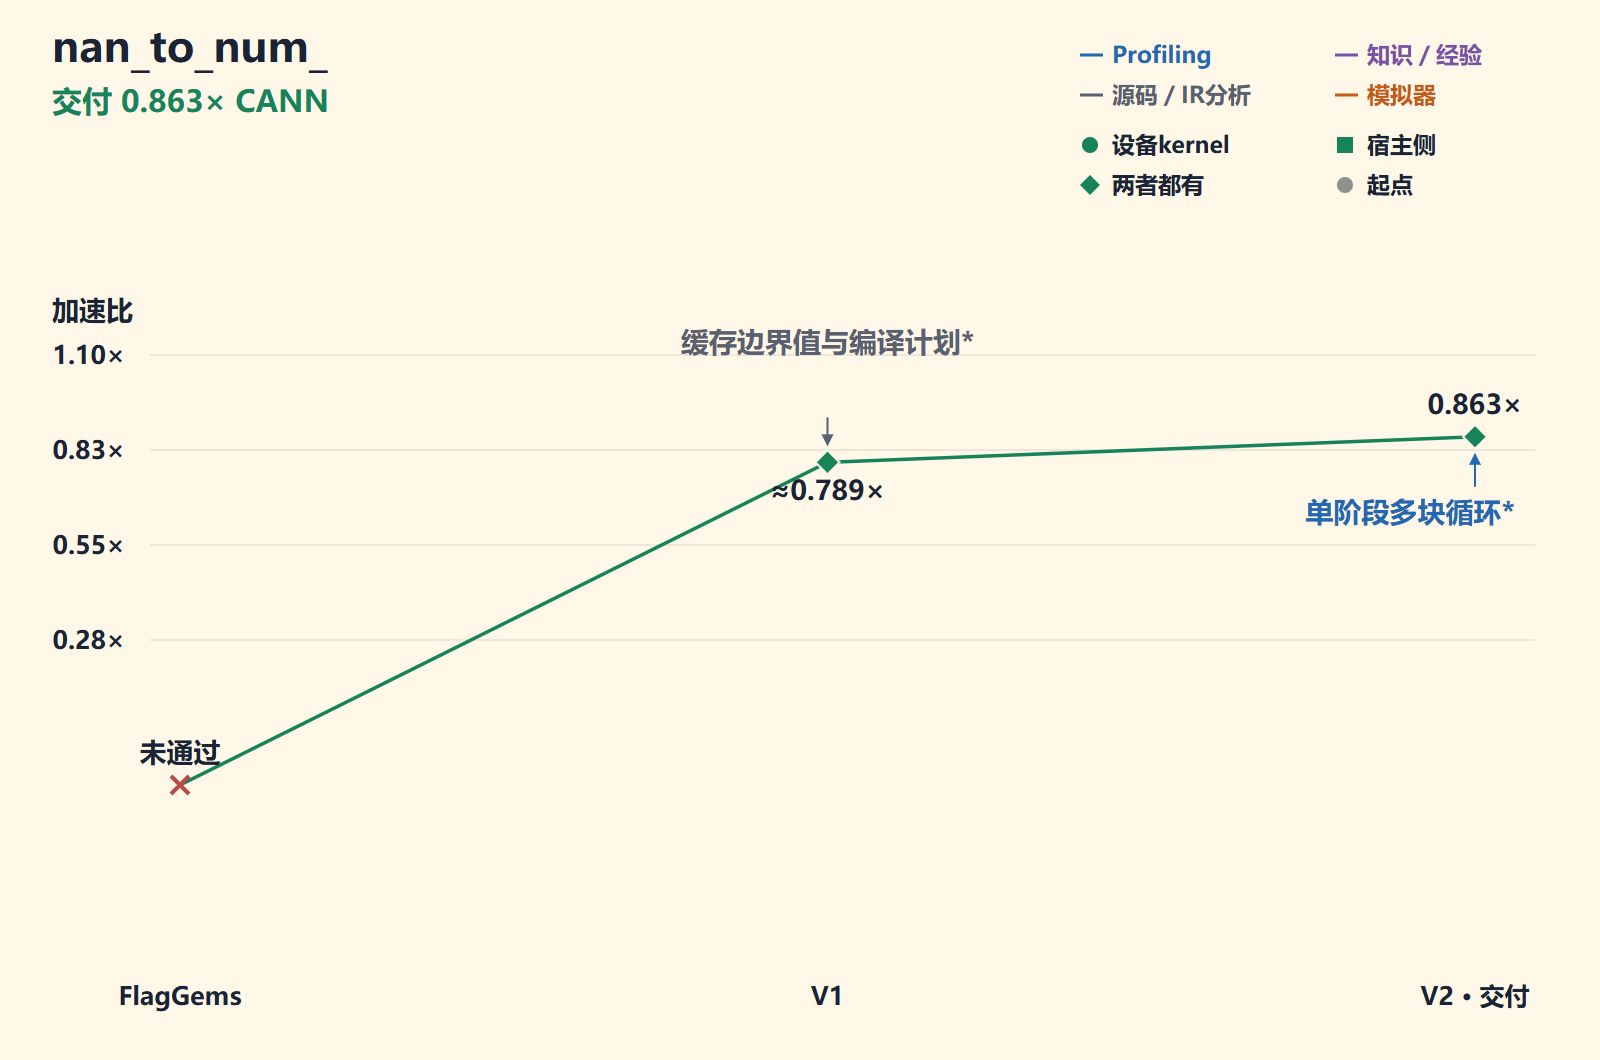 nan_to_num_
交付 0.863× CANN
Profiling
知识 / 经验
源码 / IR分析
模拟器
设备kernel
宿主侧
两者都有
起点
加速比
1.10×
缓存边界值与编译计划*
0.863×
0.83×
≈0.789×
单阶段多块循环*
0.55×
0.28×
未通过
FlagGems
V1
V2 · 交付